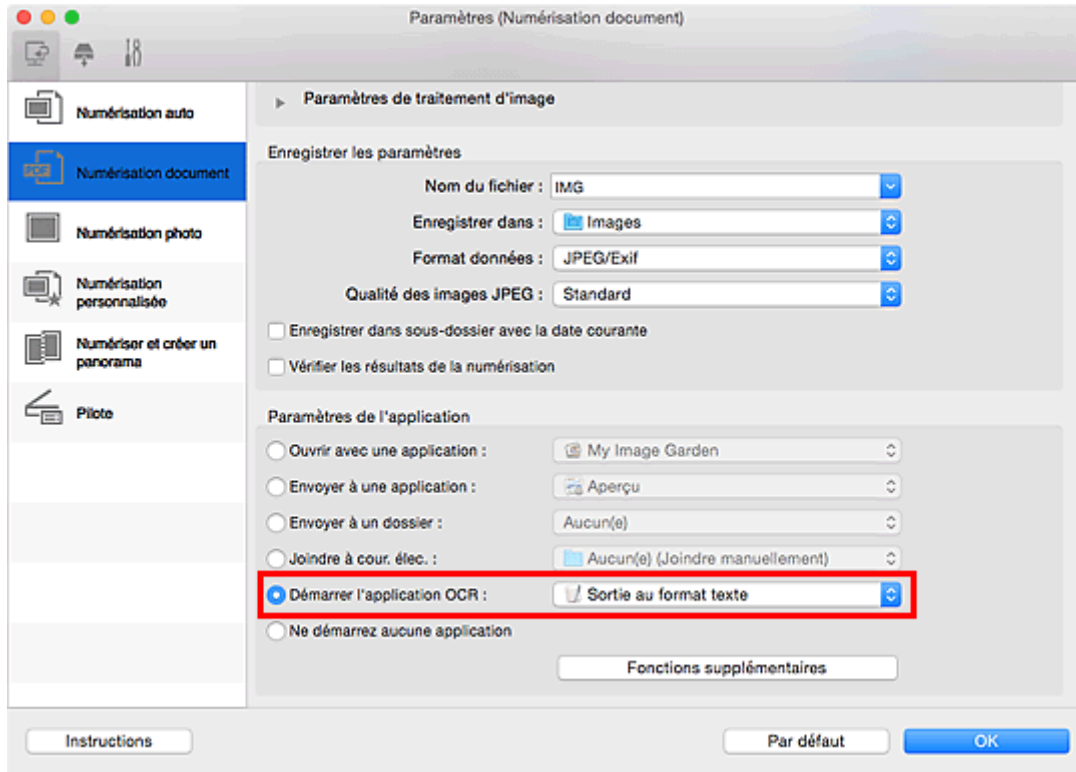 Paramètres (Numérisation document)
Numérisation auto
PDF
Numérisation document
Numérisation photo
Numérisation
personnalisée
Numériser et créer un
panorama
Pilote
Paramètres de traitement d'image
Enregistrer les paramètres
Nom du fichier : IMG
Enregistrer dans : Images
Format données : JPEG/Exif
Qualité des images JPEG : Standard
Enregistrer dans sous-dossier avec la date courante
Vérifier les résultats de la numérisation
Paramètres de l'application
Ouvrir avec une application : My Image Garden
Envoyer à une application : Aperçu
Envoyer à un dossier : Aucun(e)
Joindre à cour. élec. : Aucun(e) (Joindre manuellement)
Démarrer l'application OCR : Sortie au format texte
Ne démarrez aucune application
Fonctions supplémentaires
Instructions
Par défaut
OK